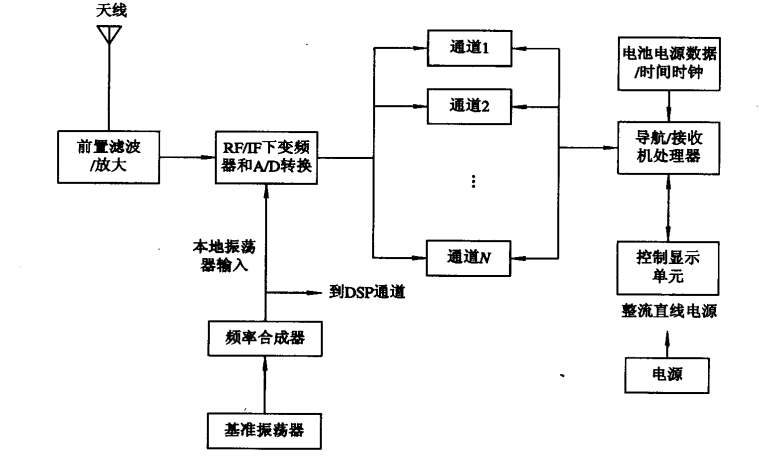 天线
前置滤波
/放大
RF/IF下变频
器和A/D转换
本地振荡
器输入
到DSP通道
频率合成器
基准振荡器
通道1
通道2
⋮
通道N
电池电源数据
/时间时钟
导航/接收
机处理器
控制显示
单元
整流直线电源
电源